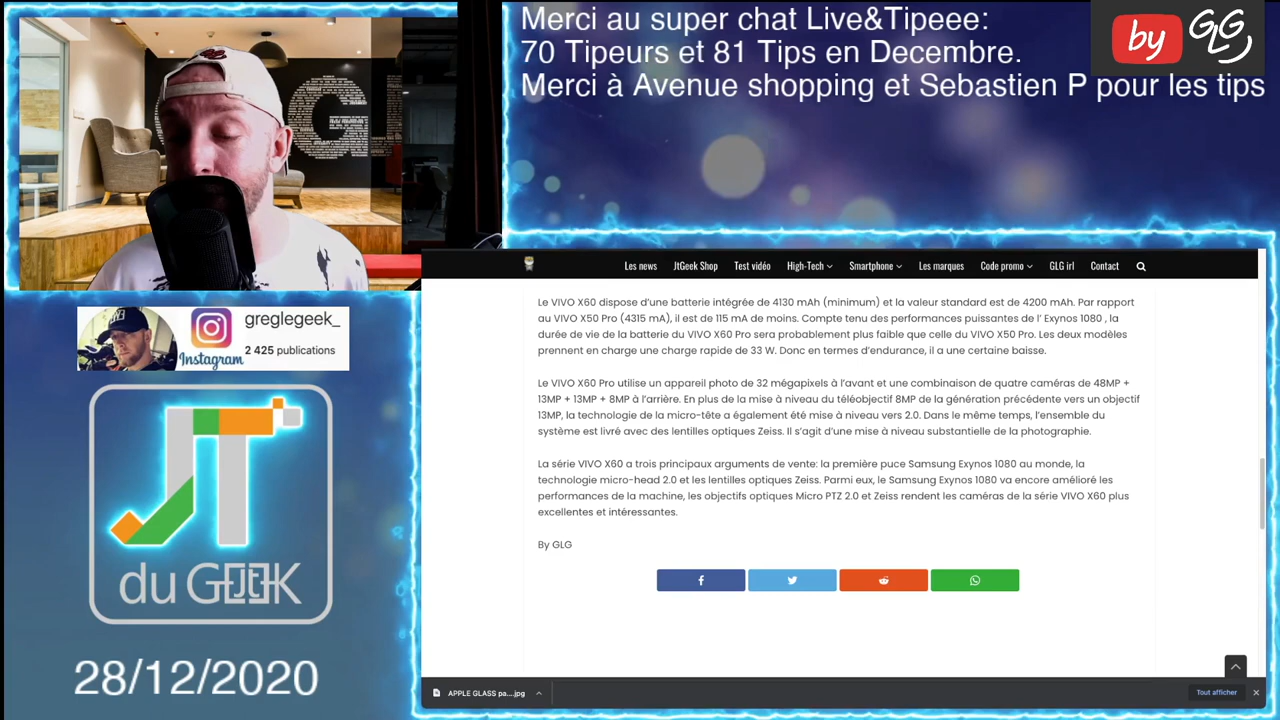 Merci au super chat Live&Tipeee:
70 Tipeurs et 81 Tips en Decembre.
Merci à Avenue shipping et Sebastien P pour les tips
by GLG
greglegeek_
2 425 publications
Instagram
JT
du GEEK
28/12/2020
Les news JtGeek Shop Test vidéo High-Tech Smartphone Les marques Code promo GLG irl Contact
Le VIVO X60 dispose d'une batterie intégrée de 4130 mAh (minimum) et la valeur standard est de 4200 mAh. Par rapport
au VIVO X50 Pro (4315 mA), il est de 115 mA de moins. Compte tenu des performances puissantes de l' Exynos 1080 , la
durée de vie de la batterie du VIVO X60 Pro sera probablement plus faible que celle du VIVO X50 Pro. Les deux modèles
prennent en charge une charge rapide de 33 W. Donc en termes d'endurance, il a une certaine baisse.
Le VIVO X60 Pro utilise un appareil photo de 32 mégapixels à l'avant et une combinaison de quatre caméras de 48MP +
13MP + 13MP + 8MP à l'arrière. En plus de la mise à niveau du téléobjectif 8MP de la génération précédente vers un objectif
13MP, la technologie de la micro-tête a également été mise à niveau vers 2.0. Dans le même temps, l'ensemble du
système est livré avec des lentilles optiques Zeiss. Il s'agit d'une mise à niveau substantielle de la photographie.
La série VIVO X60 a trois principaux arguments de vente: la première puce Samsung Exynos 1080 au monde, la
technologie micro-head 2.0 et les lentilles optiques Zeiss. Parmi eux, le Samsung Exynos 1080 va encore amélioré les
performances de la machine, les objectifs optiques Micro PTZ 2.0 et Zeiss rendent les caméras de la série VIVO X60 plus
excellentes et intéressantes.
By GLG
APPLE GLASS pa....jpg
Tout afficher